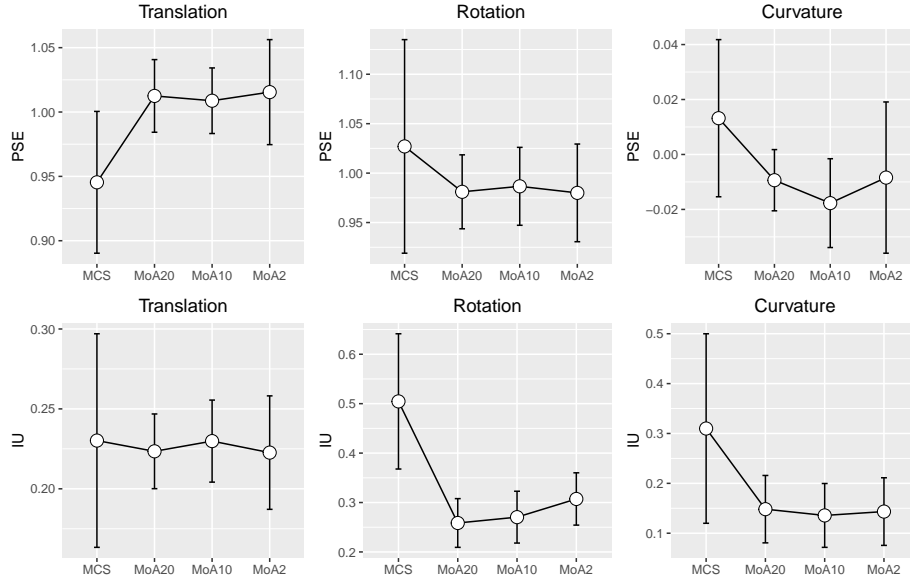 Translation
PSE
1.05
1.00
0.95
0.90
MCS MoA20 MoA10 MoA2
Rotation
PSE
1.10
1.05
1.00
0.95
MCS MoA20 MoA10 MoA2
Curvature
PSE
0.04
0.02
0.00
−0.02
MCS MoA20 MoA10 MoA2
Translation
IU
0.30
0.25
0.20
MCS MoA20 MoA10 MoA2
Rotation
IU
0.6
0.5
0.4
0.3
0.2
MCS MoA20 MoA10 MoA2
Curvature
IU
0.5
0.4
0.3
0.2
0.1
MCS MoA20 MoA10 MoA2